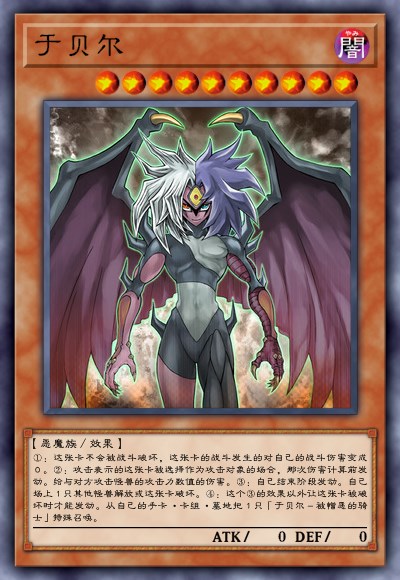 于贝尔
やみ
闇
【恶魔族/效果】
①：这张卡不会被战斗破坏，这张卡的战斗发生的对自己的战斗伤害变成
0。②：攻击表示的这张卡被选择作为攻击对象的场合，那次伤害计算前发
动。给与对方攻击怪兽的攻击力数值的伤害。③：自己结束阶段发动。自己
场上1只其他怪兽解放或这张卡破坏。④：这个③的效果以外让这张卡被破
坏时才能发动。从自己的手卡·卡组·墓地把1只「于贝尔-被憎恶的骑
士」特殊召唤。
ATK/ 0 DEF/ 0